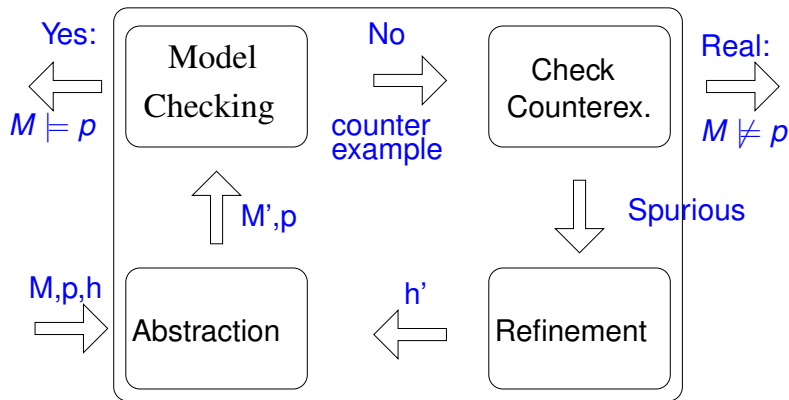 Yes:
M ⊨ p
Model
Checking
No
counter
example
Check
Counterex.
Real:
M ⊭ p
M',p
Spurious
M,p,h
Abstraction
h'
Refinement